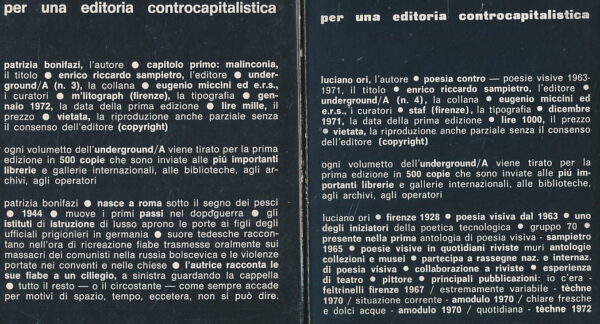 per una editoria controcapitalistica
patrizia bonifazi, l'autore ● capitolo primo: malinconia,
il titolo ● enrico riccardo sampietro, l'editore ● under-
ground/A (n. 3), la collana ● eugenio miccini ed e.r.s.,
i curatori ● m'litograph (firenze), la tipografia ● gen-
naio 1972, la data della prima edizione ● lire mille, il
prezzo ● vietata, la riproduzione anche parziale senza
il consenso dell'editore (copyright)
ogni volumetto dell'underground/A viene tirato per la prima
edizione in 500 copie che sono inviate alle piú importanti
librerie e gallerie internazionali, alle biblioteche, agli ar-
chivi, agli operatori
patrizia bonifazi ● nasce a roma sotto il segno dei pesci
● 1944 ● muove i primi passi nel dopdguerra ● gli
istituti di istruzione di lusso aprono le porte ai figli degli
ufficiali prigionieri in germania ● suore tedesche raccon-
tano nell'ora di ricreazione fiabe trasmesse oralmente sui
massacri dei comunisti nella russia bolscevica e le violenze
portate nei conventi e nelle chiese ● l'autrice racconta le
sue fiabe a un ciliegio, a sinistra guardando la cappella
● tutto il resto — o il circostante — come sempre accade
per motivi di spazio, tempo, eccetera, non si può dire.
per una editoria controcapitalistica
luciano ori, l'autore ● poesia contro — poesie visive 1963-
1971, il titolo ● enrico riccardo sampietro, l'editore ●
underground/A (n. 4), la collana ● eugenio miccini ed
e.r.s., i curatori ● staf (firenze), la tipografia ● dicembre
1971, la data della prima edizione ● lire 1000, il prezzo
● vietata, la riproduzione anche parziale senza il consenso
dell'editore (copyright)
ogni volumetto dell'underground/A viene tirato per la
prima edizione in 500 copie che sono inviate alle piú im-
portanti librerie e gallerie internazionali, alle biblioteche,
agli archivi, agli operatori
luciano ori ● firenze 1928 ● poesia visiva dal 1963 ● uno
degli iniziatori della poetica tecnologica ● gruppo 70 ●
presente nella prima antologia di poesia visiva - sampietro
1965 ● poesie visive in quotidiani riviste muri antologie
collezioni e musei ● partecipa a rassegne naz. e internaz.
di poesia visiva ● collaborazione a riviste ● esperienza
di teatro ● pittore ● principali pubblicazioni: io c'era -
feltrinelli firenze 1967 / estremamente variabile - tèchne
1970 / situazione corrente - amodulo 1970 / chiare fresche
e dolci acque - amodulo 1970 / quotidiana - tèchne 1972